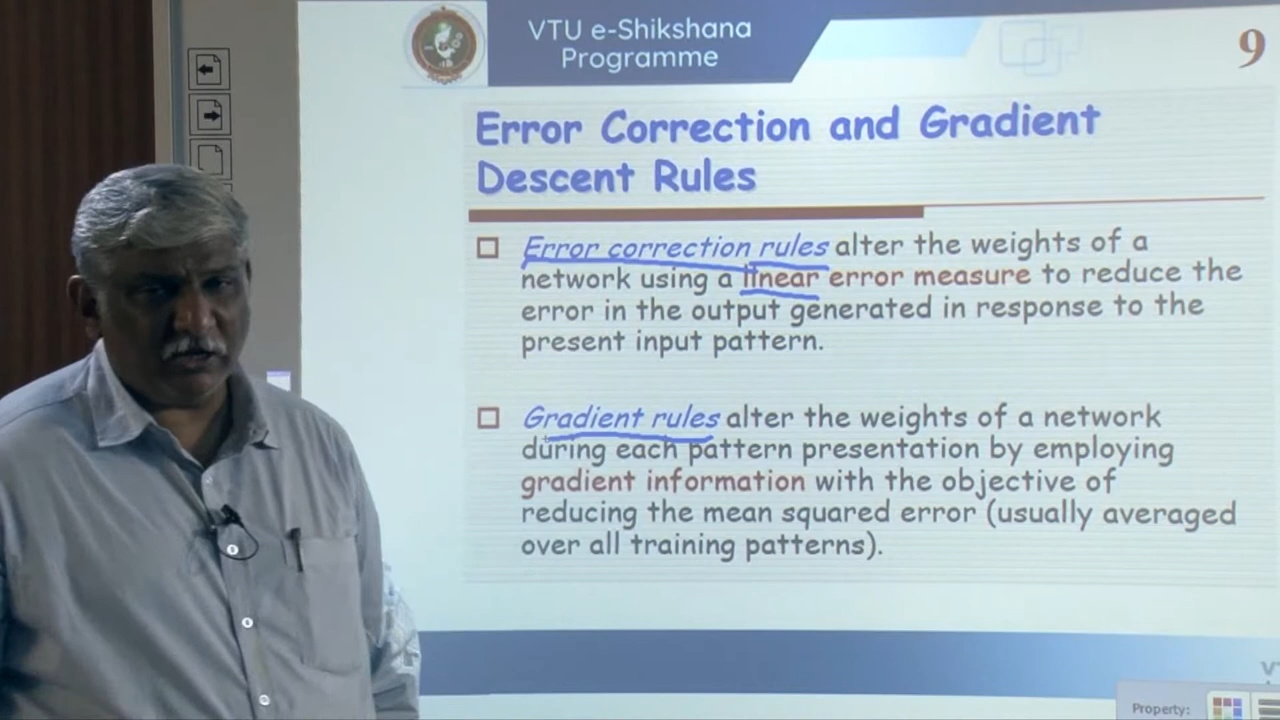 VTU e-Shikshana
Programme
9
Error Correction and Gradient
Descent Rules
Error correction rules alter the weights of a
network using a linear error measure to reduce the
error in the output generated in response to the
present input pattern.
Gradient rules alter the weights of a network
during each pattern presentation by employing
gradient information with the objective of
reducing the mean squared error (usually averaged
over all training patterns).
Property: